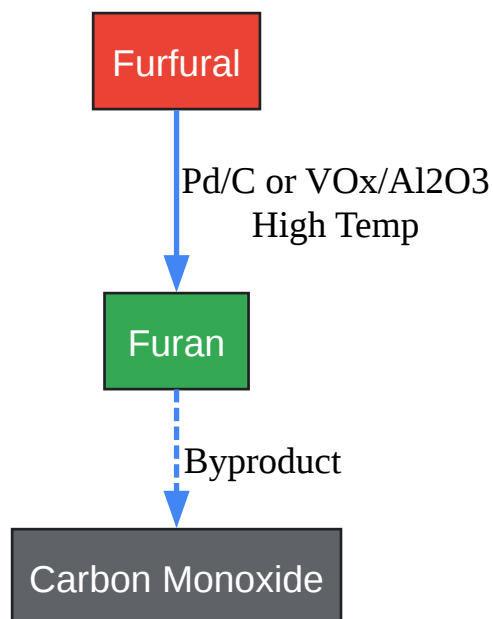 Furfural
Pd/C or VOx/Al2O3
High Temp
Furan
Byproduct
Carbon Monoxide